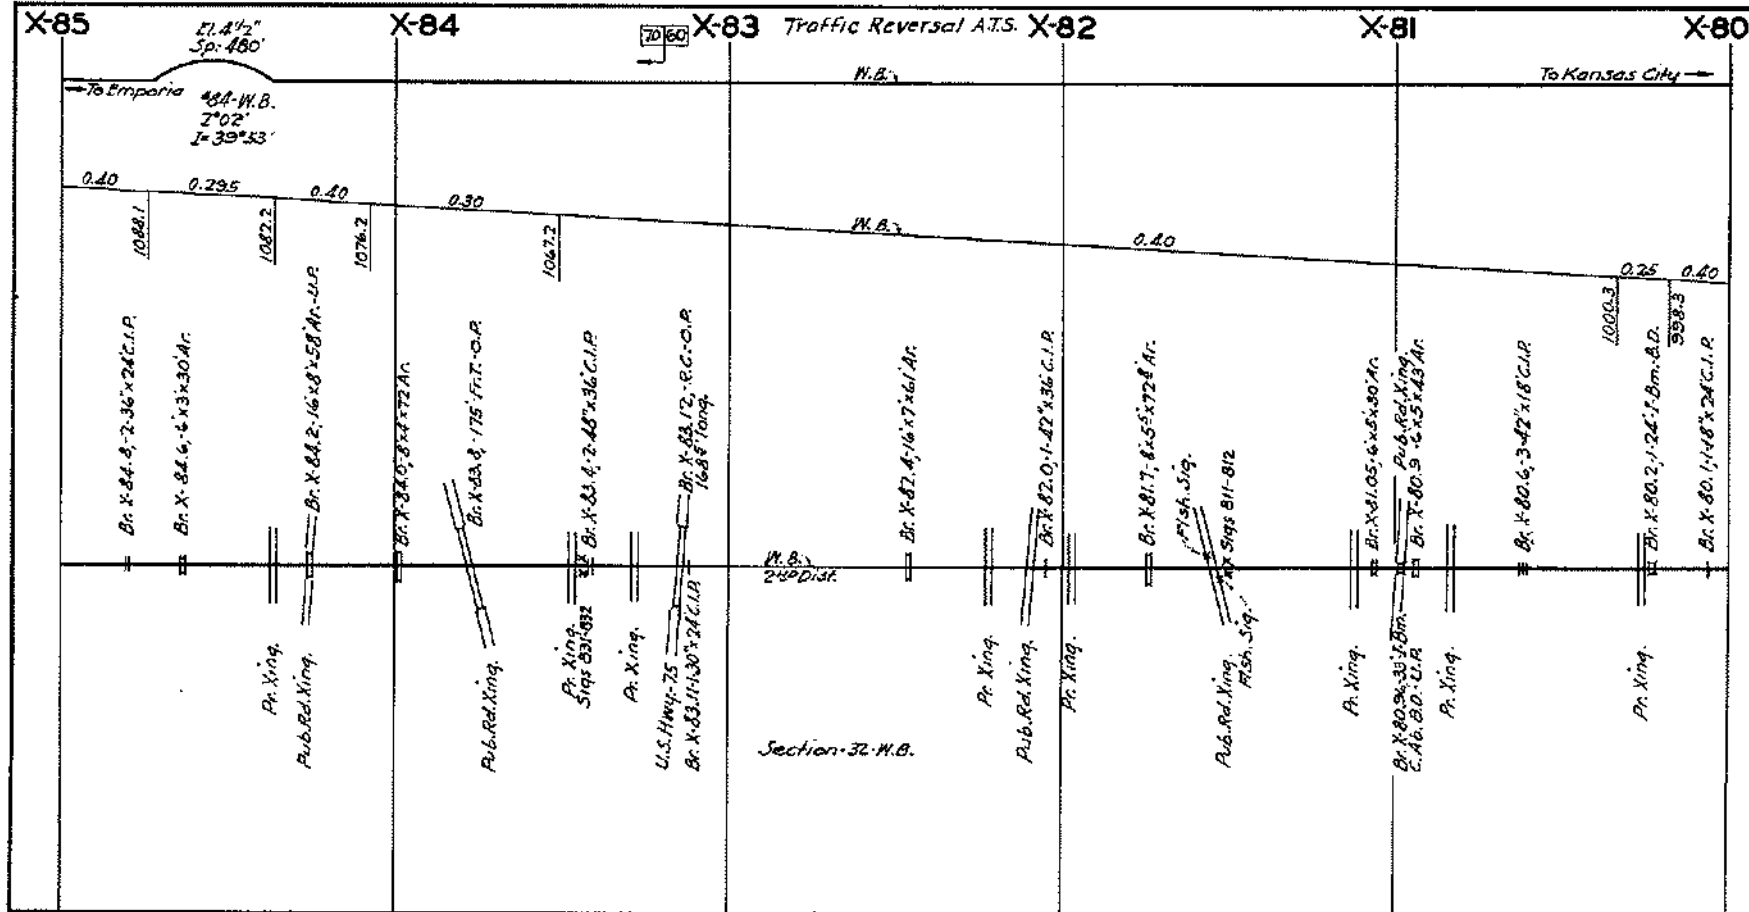 X-85
X-84
X-83
Traffic Reversal A.T.S.
X-82
X-81
X-80
El. 4½"
Sp: 480'
70 60
W.B.
To Kansas City
To Emporia
#84-W.B.
1°02'
I=39°53'
0.40
0.295
0.40
0.30
W.B.
0.40
0.25
0.40
1088.1
1082.2
1076.2
1067.2
1000.3
998.3
Br. X-84.8,-2-36"x24'C.I.P.
Br. X-84.6,-6'x3'x30'Ar.
Br. X-84.2,-16'x8'x58'Ar.-U.P.
Br. X-84.0,-8'x4'x72'Ar.
Br. X-83.8,-175' Fr.T.-O.P.
Br. X-83.4,-2-48"x36'C.I.P.
Br. X-83.12,-R.C.-O.P.
168⁵' long.
Br. X-82.4,-16'x7'x61'Ar.
Br. X-82.0,-1-42"x36'C.I.P.
Br. X-81.7,-8'x5⁵'x72⁸'Ar.
Flsh. Sig.
Sigs 811-812
Br. X-81.05,-6'x5'x30'Ar.
Pub. Rd. Xing.
Br. X-80.9-6'x5'x43'Ar.
Br. X-80.6,-3-42"x18'C.I.P.
Br. X-80.2,-1-24'-I-Bm.-B.D.
Br. X-80.1,-1-48"x24'C.I.P.
W.B.
2ND Dist.
Pr. Xing.
Pub. Rd. Xing.
Pub. Rd. Xing.
Pr. Xing.
Sigs 831-832
Pr. Xing.
U.S. Hwy.-75
Br. X-83.11-1-30"x24'C.I.P.
Pr. Xing.
Pub. Rd. Xing.
Pr. Xing.
Pub. Rd. Xing.
Flsh. Sig.
Pr. Xing.
Br. X-80.96,-33'-I-Bm.-
C.Ab. B.D.-U.P.
Pr. Xing.
Pr. Xing.
Section-32-W.B.